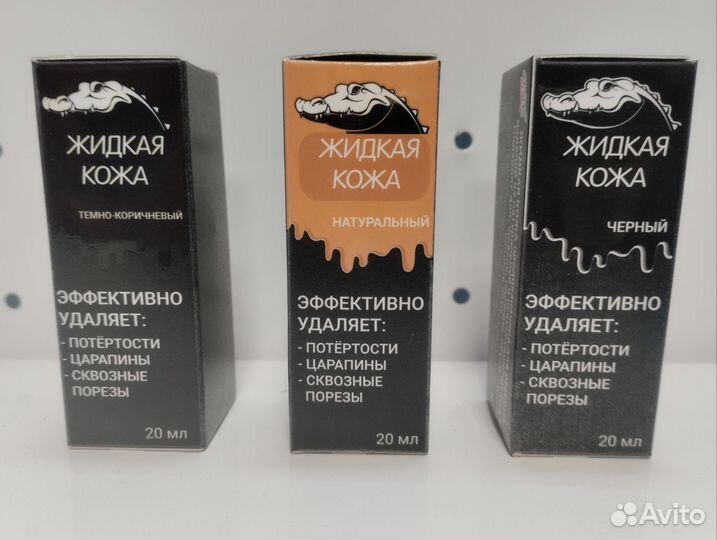 ЖИДКАЯ
КОЖА
ТЕМНО-КОРИЧНЕВЫЙ
ЭФФЕКТИВНО
УДАЛЯЕТ:
- ПОТЁРТОСТИ
- ЦАРАПИНЫ
- СКВОЗНЫЕ
ПОРЕЗЫ
20 мл
ЖИДКАЯ
КОЖА
НАТУРАЛЬНЫЙ
ЭФФЕКТИВНО
УДАЛЯЕТ:
- ПОТЁРТОСТИ
- ЦАРАПИНЫ
- СКВОЗНЫЕ
ПОРЕЗЫ
20 мл
ЖИДКАЯ
КОЖА
ЧЕРНЫЙ
ЭФФЕКТИВНО
УДАЛЯЕТ:
- ПОТЁРТОСТИ
- ЦАРАПИНЫ
- СКВОЗНЫЕ
ПОРЕЗЫ
20 мл
Avito